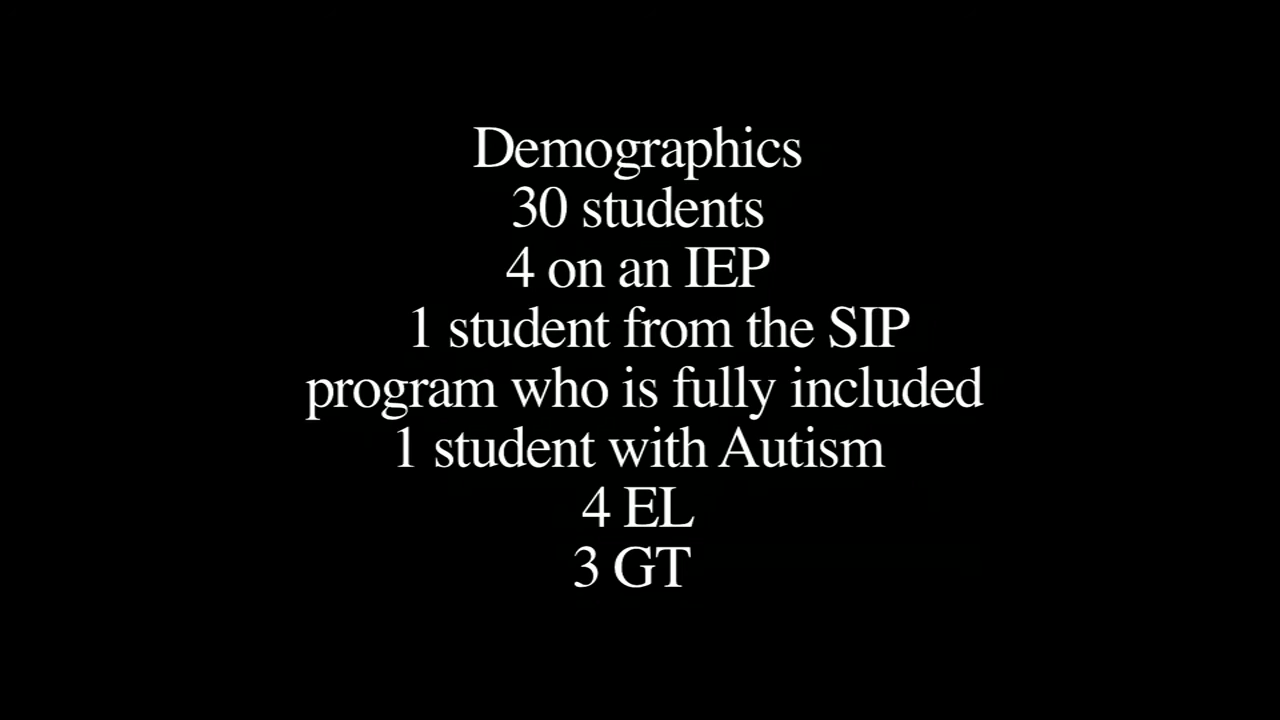 Demographics
30 students
4 on an IEP
1 student from the SIP
program who is fully included
1 student with Autism
4 EL
3 GT